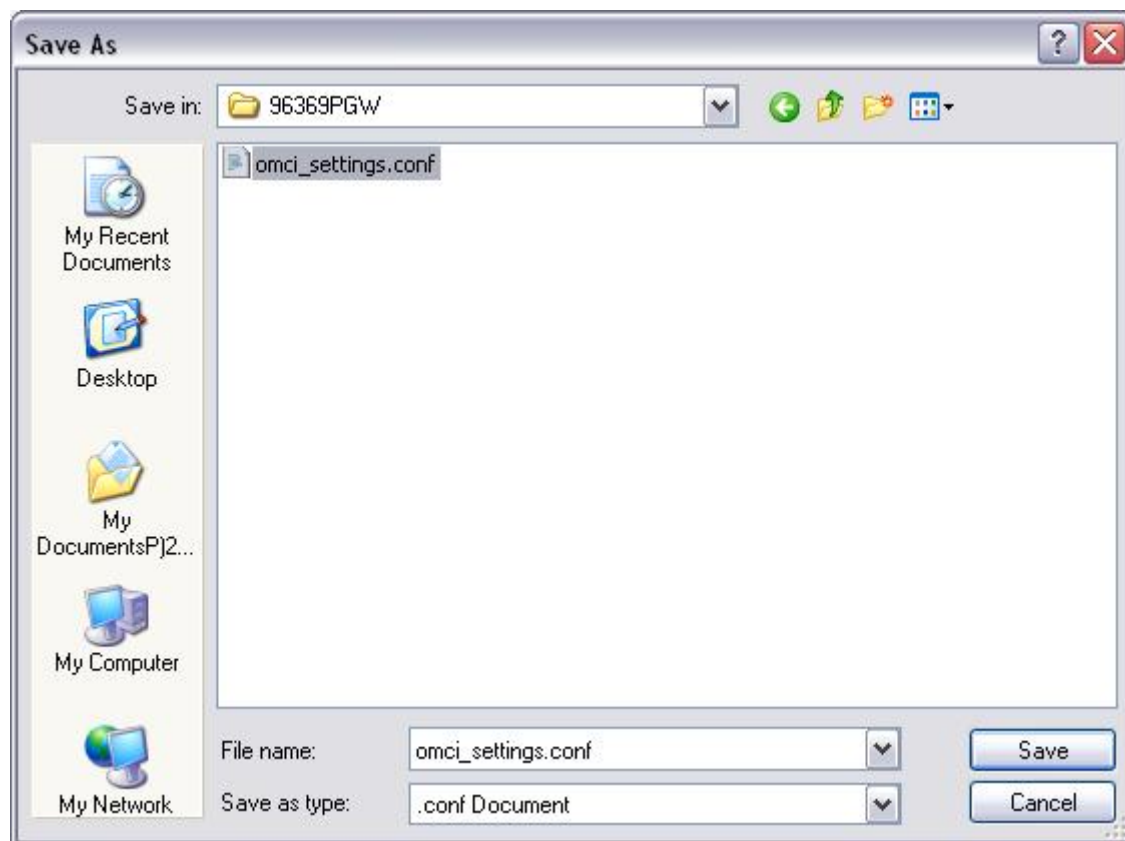 Save As
Save in: 96369PGW
omci_settings.conf
My Recent
Documents
Desktop
My
DocumentsP)2...
My Computer
My Network
File name: omci_settings.conf Save
Save as type: .conf Document Cancel